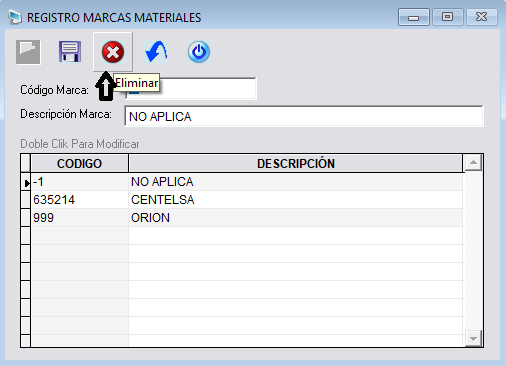 REGISTRO MARCAS MATERIALES
Eliminar
Código Marca:
Descripción Marca: NO APLICA
Doble Clik Para Modificar
CODIGO DESCRIPCIÓN
-1 NO APLICA
635214 CENTELSA
999 ORION